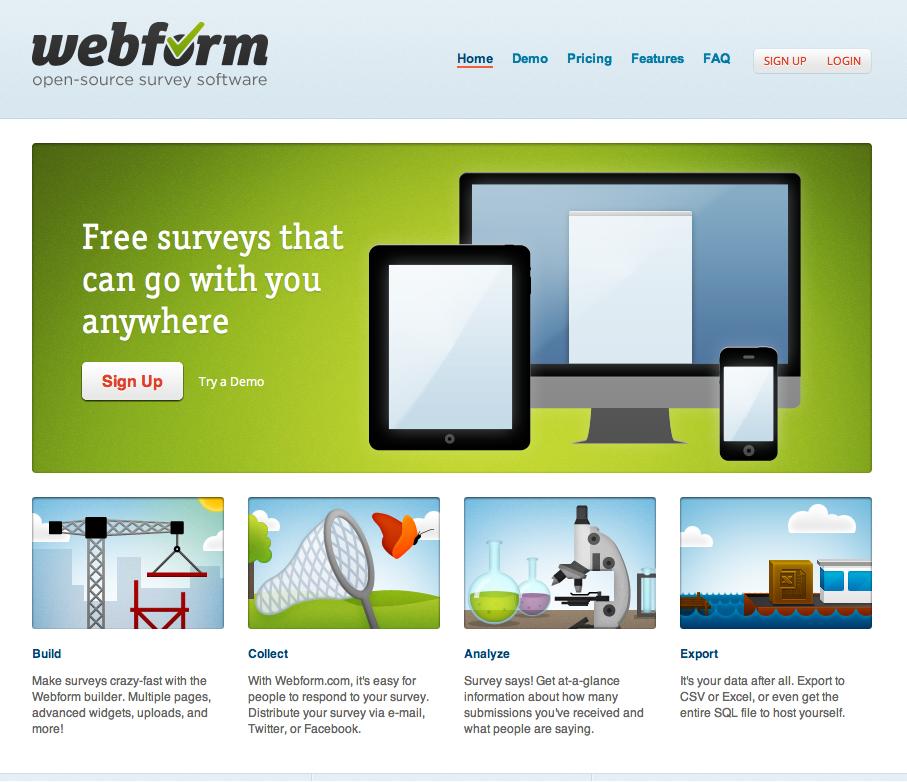 webform
open-source survey software
Home Demo Pricing Features FAQ SIGN UP LOGIN
Free surveys that
can go with you
anywhere
Sign Up Try a Demo
Build
Make surveys crazy-fast with the
Webform builder. Multiple pages,
advanced widgets, uploads, and
more!
Collect
With Webform.com, it's easy for
people to respond to your survey.
Distribute your survey via e-mail,
Twitter, or Facebook.
Analyze
Survey says! Get at-a-glance
information about how many
submissions you've received and
what people are saying.
Export
It's your data after all. Export to
CSV or Excel, or even get the
entire SQL file to host yourself.